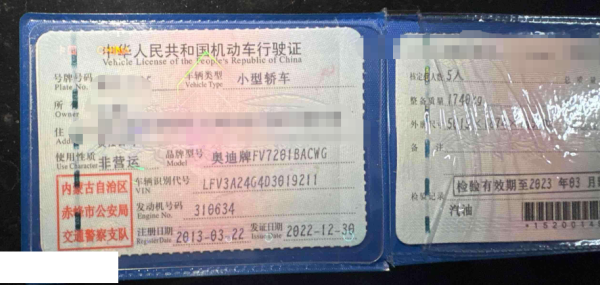 中华人民共和国机动车行驶证
Vehicle License of the People's Republic of China
号牌号码
Plate No.
车辆类型
Vehicle Type
小型轿车
所
Owner
住
使用性质
Use Character
非营运
品牌型号
Model
奥迪牌FV7201BACWG
内蒙古自治区
赤峰市公安局
交通警察支队
车辆识别代号
VIN
LFV3A24G4D3019211
发动机号码
Engine No.
310634
注册日期
Register Date
2013-03-22
发证日期
Issue Date
2022-12-30
核定载人数 5人
整备质量
备 注
检验有效期至2023 年03 月
检验记录
汽油